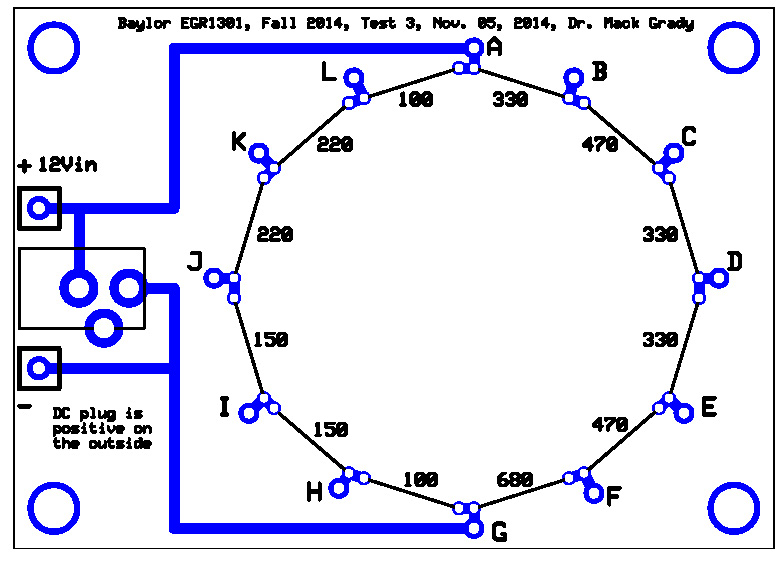 Baylor EGR1301, Fall 2014, Test 3, Nov. 05, 2014, Dr. Mack Grady
A
L
B
100
330
K
220
470
C
+ 12Vin
220
330
J
D
150
330
I
E
- DC plug is
positive on
the outside
150
470
H
100
680
F
G